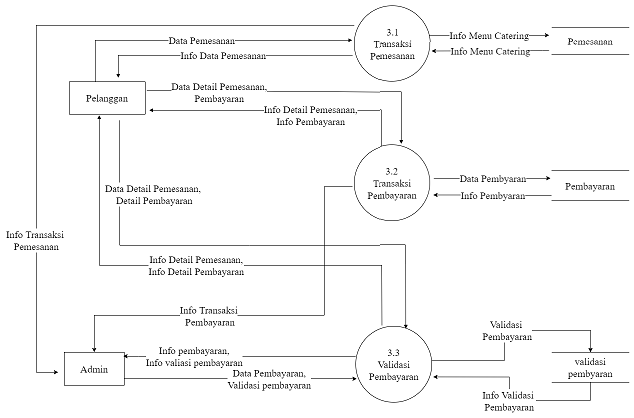 3.1
Transaksi
Pemesanan
Info Menu Catering
Info Menu Catering
Pemesanan
Data Pemesanan
Info Data Pemesanan
Pelanggan
Data Detail Pemesanan,
Pembayaran
Info Detail Pemesanan,
Info Pembayaran
3.2
Transaksi
Pembayaran
Data Pembyaran
Info Pembyaran
Pembayaran
Data Detail Pemesanan,
Detail Pembayaran
Info Transaksi
Pemesanan
Info Detail Pemesanan,
Info Detail Pembayaran
Info Transaksi
Pembayaran
Admin
Info pembayaran,
Info valiasi pembayaran
Data Pembayaran,
Validasi pembayaran
3.3
Validasi
Pembayaran
Validasi
Pembayaran
validasi
pembyaran
Info Validasi
Pembayaran